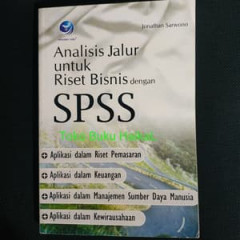 Jonathan Sarwono
Analisis Jalur
untuk
Riset Bisnis dengan
SPSS
Toko Buku
+ Aplikasi dalam Riset Pemasaran
+ Aplikasi dalam Keuangan
+ Aplikasi dalam Manajemen Sumber Daya Manusia
+ Aplikasi dalam Kewirausahaan